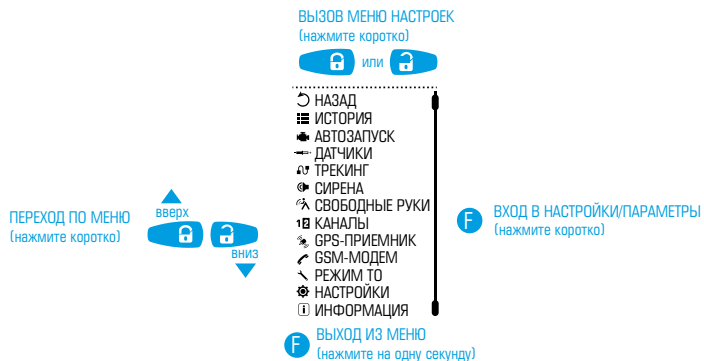 ВЫЗОВ МЕНЮ НАСТРОЕК
(нажмите коротко)
или
НАЗАД
ИСТОРИЯ
АВТОЗАПУСК
ДАТЧИКИ
ТРЕКИНГ
СИРЕНА
СВОБОДНЫЕ РУКИ
12 КАНАЛЫ
GPS-ПРИЕМНИК
GSM-МОДЕМ
РЕЖИМ ТО
НАСТРОЙКИ
i ИНФОРМАЦИЯ
ПЕРЕХОД ПО МЕНЮ
(нажмите коротко)
вверх
вниз
F ВХОД В НАСТРОЙКИ/ПАРАМЕТРЫ
(нажмите коротко)
F ВЫХОД ИЗ МЕНЮ
(нажмите на одну секунду)